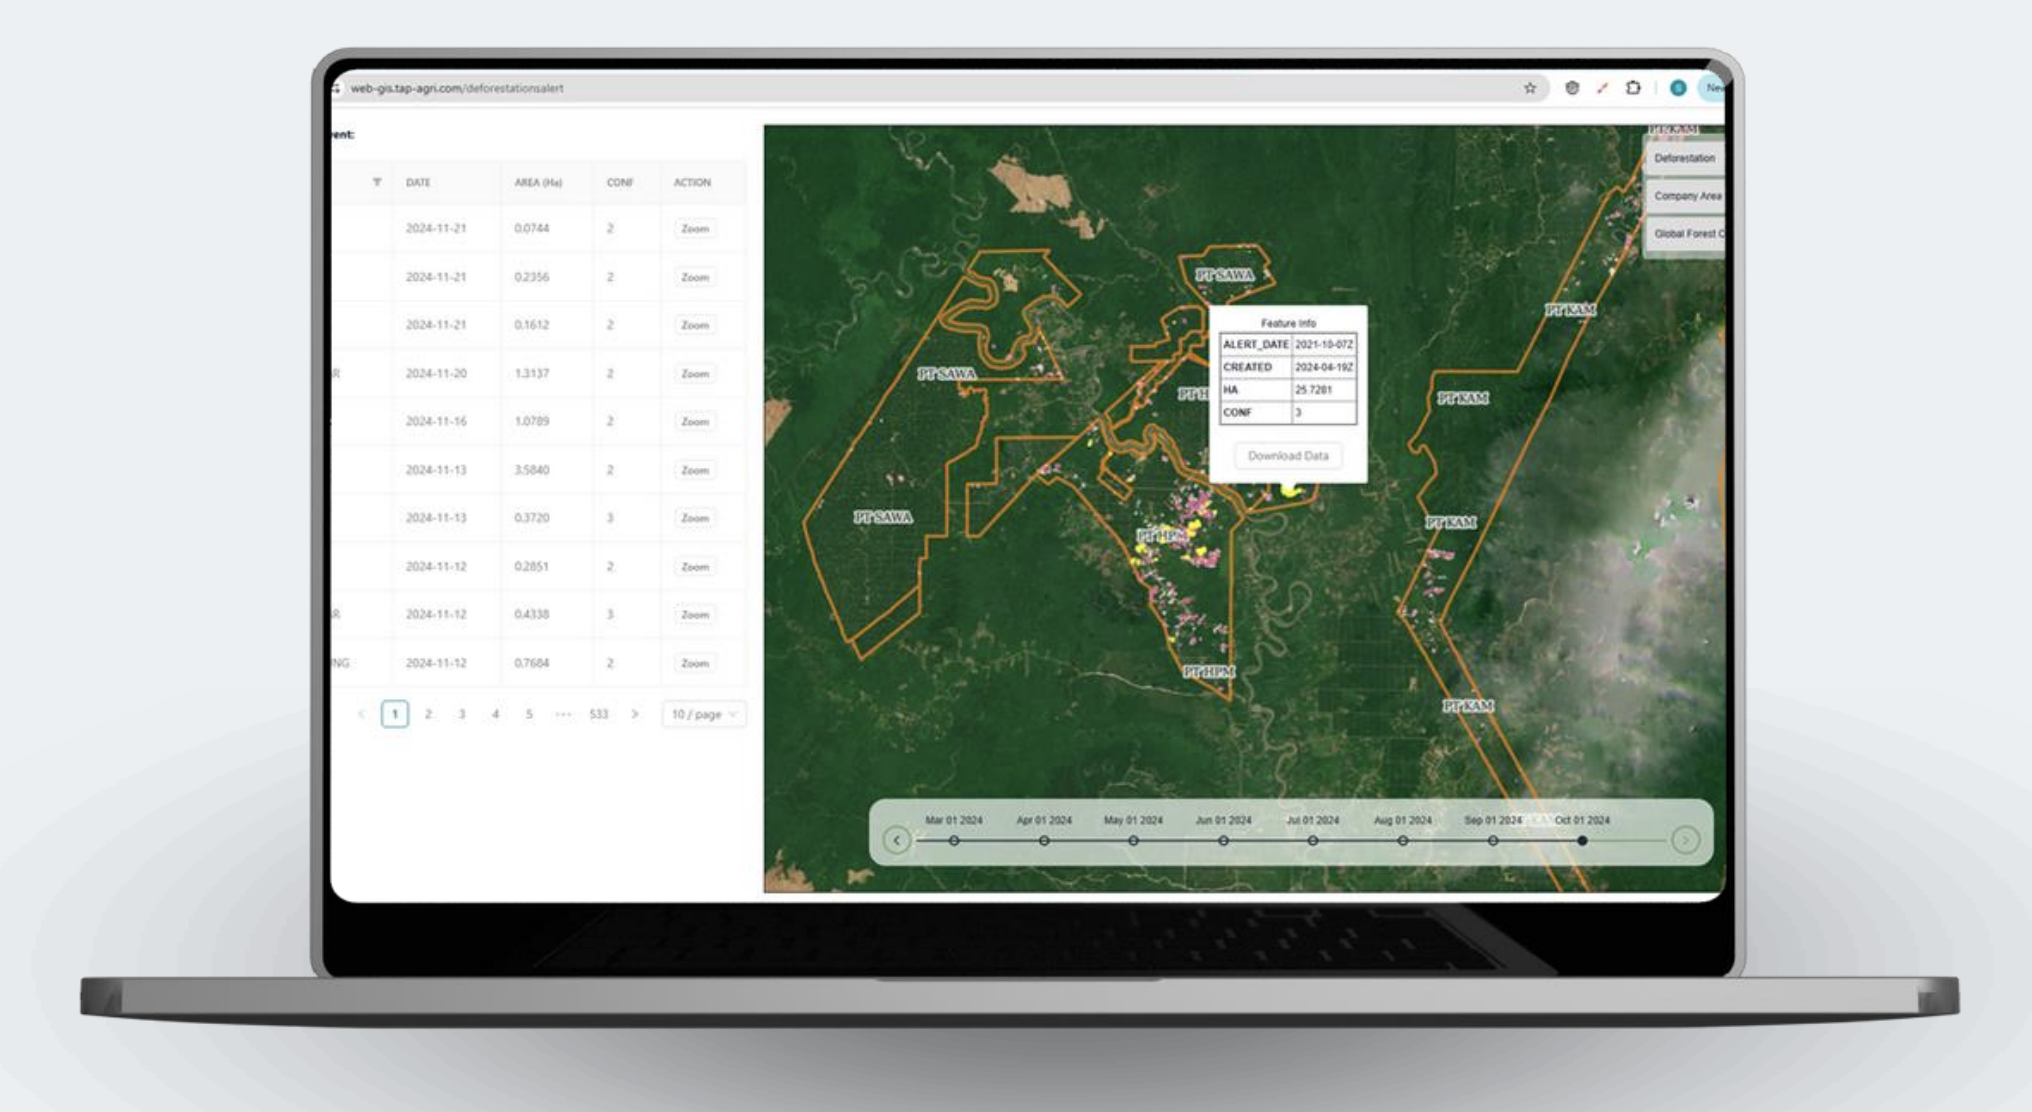 web-gis.tap-agri.com/deforestationsalert
New
vent:
DATE AREA (Ha) CONF ACTION
2024-11-21 0.0744 2 Zoom
2024-11-21 0.2356 2 Zoom
2024-11-21 0.1612 2 Zoom
R 2024-11-20 1.3137 2 Zoom
2024-11-16 1.0789 2 Zoom
2024-11-13 3.5840 2 Zoom
2024-11-13 0.3720 3 Zoom
2024-11-12 0.2851 2 Zoom
R 2024-11-12 0.4338 3 Zoom
NG 2024-11-12 0.7684 2 Zoom
< 1 2 3 4 5 ••• 533 > 10 / page
PT KAM
Deforestation
Company Area
Global Forest C
PT SAWA
PT KAM
Feature Info
ALERT_DATE 2021-10-07Z
CREATED 2024-04-19Z
HA 25.7281
CONF 3
Download Data
PT SAWA
PT H
PT KAM
PT SAWA
PT KAM
PT HPM
PT HPM
PT KAM
Mar 01 2024 Apr 01 2024 May 01 2024 Jun 01 2024 Jul 01 2024 Aug 01 2024 Sep 01 2024 Oct 01 2024